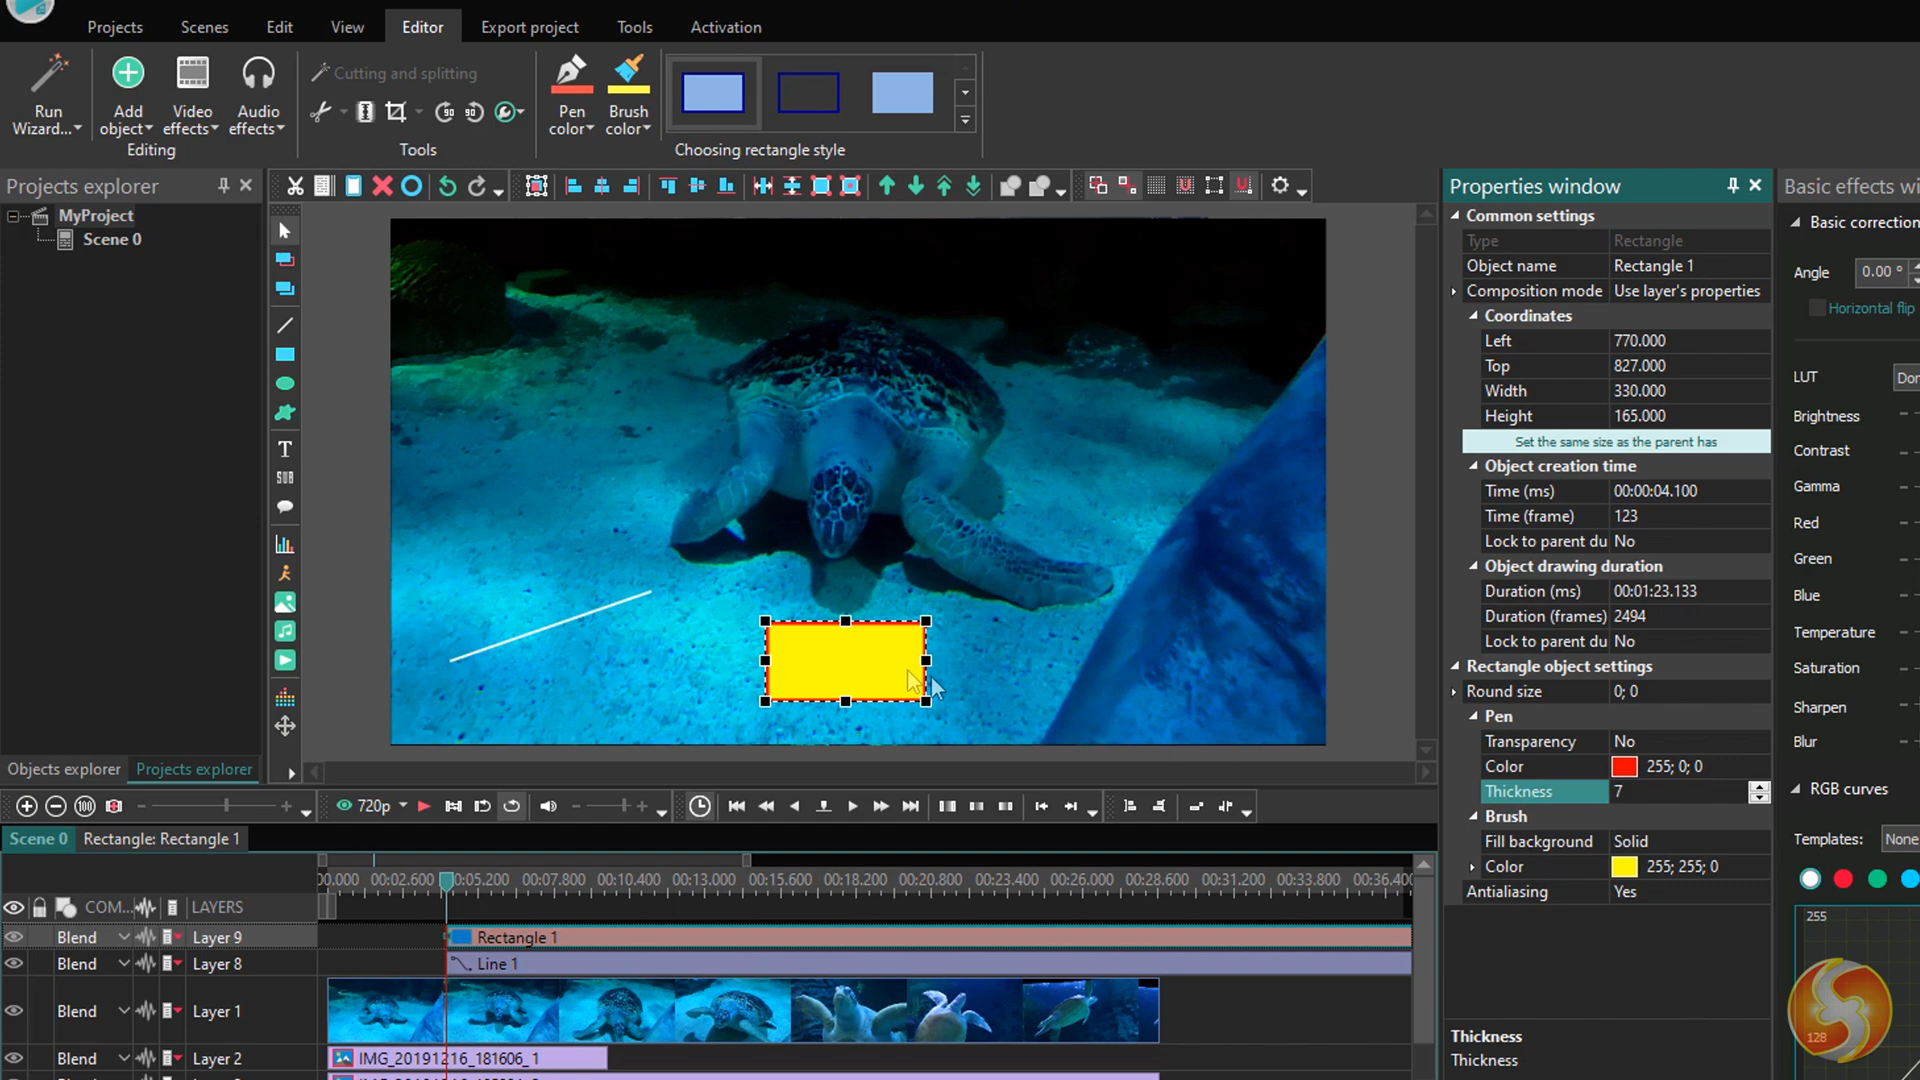 Projects Scenes Edit View Editor Export project Tools Activation
Cutting and splitting
Run Wizard...
Add object
Video effects
Audio effects
Pen color
Brush color
Editing
Tools
Choosing rectangle style
Projects explorer
MyProject
Scene 0
Objects explorer Projects explorer
T
SUB
Properties window
Common settings
Type Rectangle
Object name Rectangle 1
Composition mode Use layer's properties
Coordinates
Left 770.000
Top 827.000
Width 330.000
Height 165.000
Set the same size as the parent has
Object creation time
Time (ms) 00:00:04.100
Time (frame) 123
Lock to parent du No
Object drawing duration
Duration (ms) 00:01:23.133
Duration (frames) 2494
Lock to parent du No
Rectangle object settings
Round size 0; 0
Pen
Transparency No
Color 255; 0; 0
Thickness 7
Brush
Fill background Solid
Color 255; 255; 0
Antialiasing Yes
Thickness
Thickness
Basic effects wi
Basic correction
Angle 0.00 °
Horizontal flip
LUT Don
Brightness
Contrast
Gamma
Red
Green
Blue
Temperature
Saturation
Sharpen
Blur
RGB curves
Templates: None
255
128
100 720p
Scene 0 Rectangle: Rectangle 1
00.000 00:02.600 00:05.200 00:07.800 00:10.400 00:13.000 00:15.600 00:18.200 00:20.800 00:23.400 00:26.000 00:28.600 00:31.200 00:33.800 00:36.400
COM... LAYERS
Blend Layer 9 Rectangle 1
Blend Layer 8 Line 1
Blend Layer 1
Blend Layer 2 IMG_20191216_181606_1